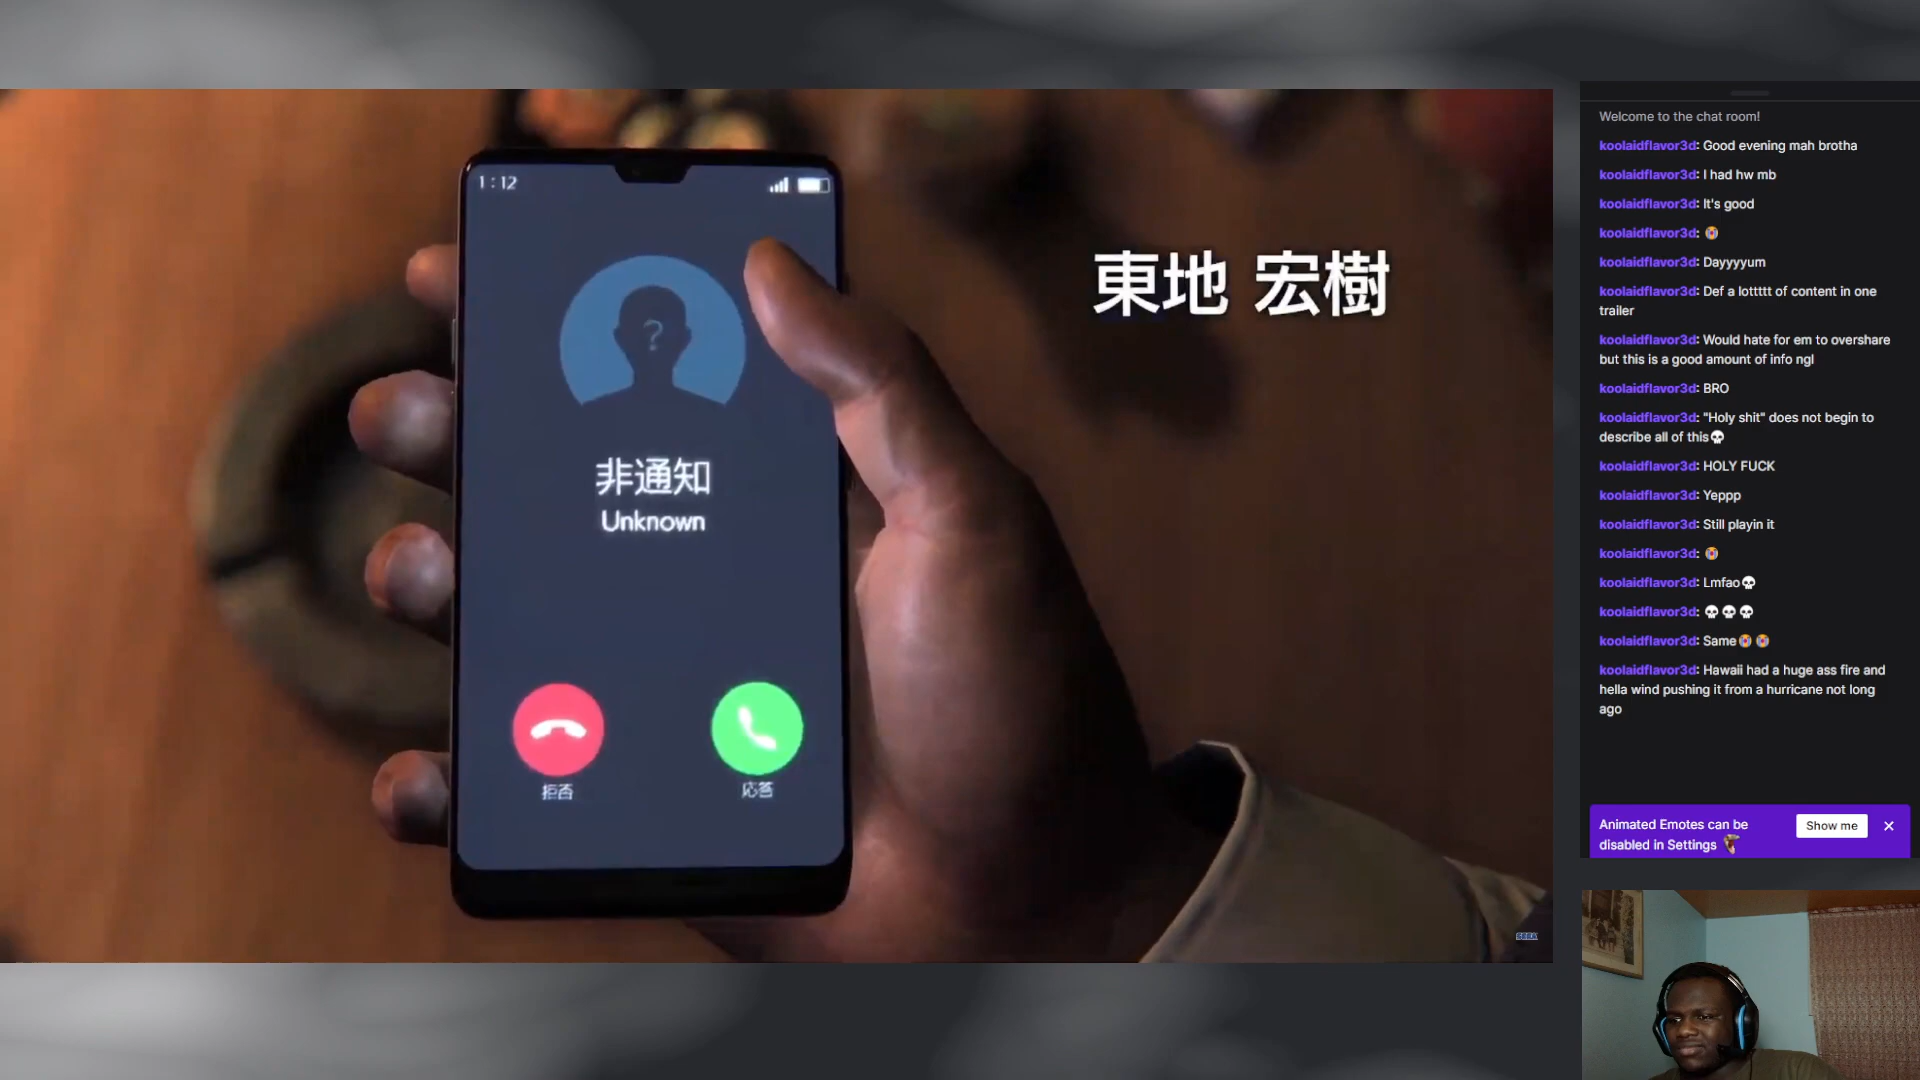 1:12
東地 宏樹
?
非通知
Unknown
拒否
応答
SEGA
Welcome to the chat room!
koolaidflavor3d: Good evening mah brotha
koolaidflavor3d: I had hw mb
koolaidflavor3d: It's good
koolaidflavor3d: 😭
koolaidflavor3d: Dayyyyum
koolaidflavor3d: Def a lottttt of content in one
trailer
koolaidflavor3d: Would hate for em to overshare
but this is a good amount of info ngl
koolaidflavor3d: BRO
koolaidflavor3d: "Holy shit" does not begin to
describe all of this💀
koolaidflavor3d: HOLY FUCK
koolaidflavor3d: Yeppp
koolaidflavor3d: Still playin it
koolaidflavor3d: 😭
koolaidflavor3d: Lmfao💀
koolaidflavor3d: 💀💀💀
koolaidflavor3d: Same😭😭
koolaidflavor3d: Hawaii had a huge ass fire and
hella wind pushing it from a hurricane not long
ago
Animated Emotes can be
disabled in Settings
Show me